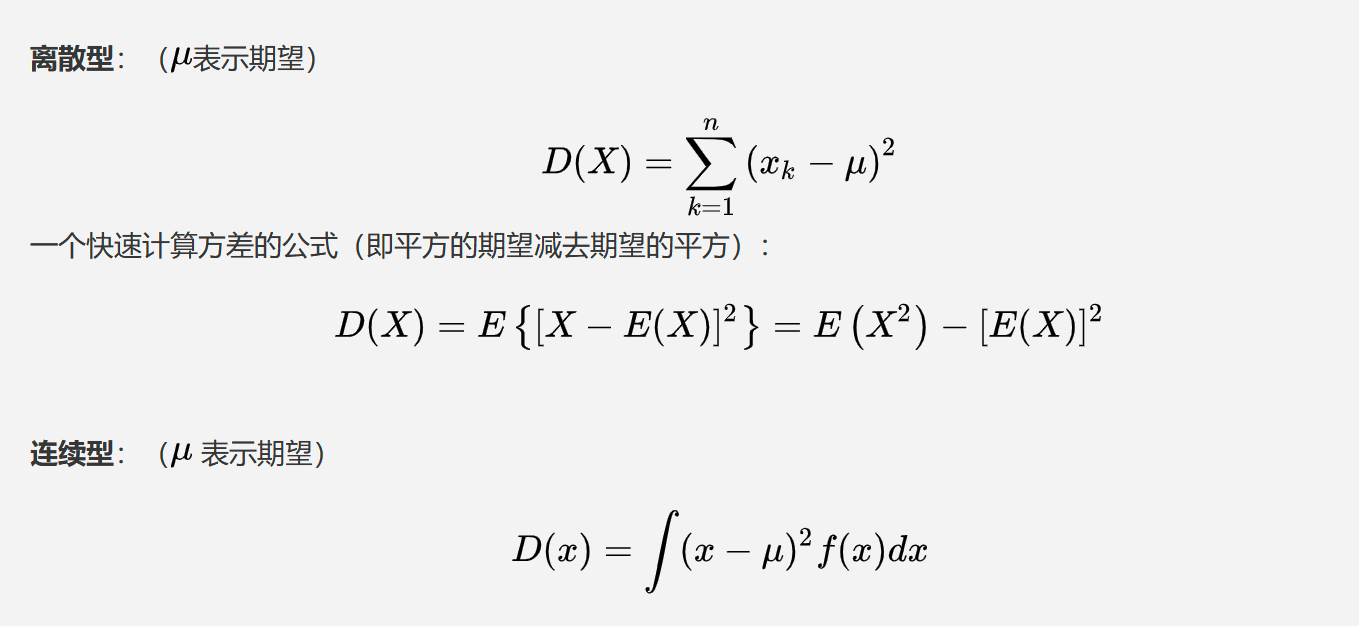 离散型：（μ表示期望）
D(X) = \sum_{k=1}^{n} (x_k - μ)^2
一个快速计算方差的公式（即平方的期望减去期望的平方）：
D(X) = E\{[X - E(X)]^2\} = E(X^2) - [E(X)]^2
连续型：（μ 表示期望）
D(x) = \int (x - μ)^2 f(x)dx